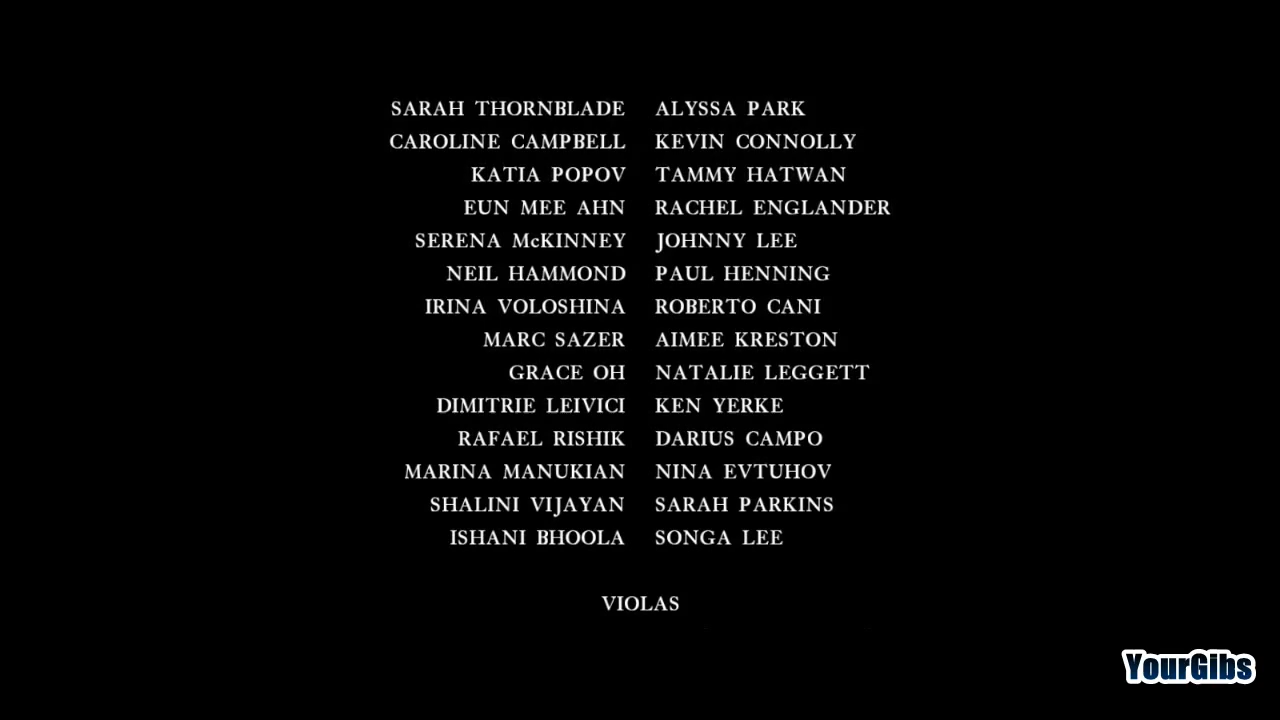 SARAH THORNBLADE ALYSSA PARK
CAROLINE CAMPBELL KEVIN CONNOLLY
KATIA POPOV TAMMY HATWAN
EUN MEE AHN RACHEL ENGLANDER
SERENA McKINNEY JOHNNY LEE
NEIL HAMMOND PAUL HENNING
IRINA VOLOSHINA ROBERTO CANI
MARC SAZER AIMEE KRESTON
GRACE OH NATALIE LEGGETT
DIMITRIE LEIVICI KEN YERKE
RAFAEL RISHIK DARIUS CAMPO
MARINA MANUKIAN NINA EVTUHOV
SHALINI VIJAYAN SARAH PARKINS
ISHANI BHOOLA SONGA LEE
VIOLAS
YourGibs